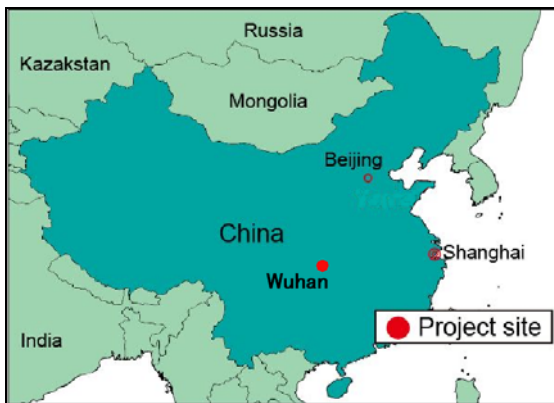 Russia
Kazakstan
Mongolia
Beijing
China
Shanghai
Wuhan
India
Project site